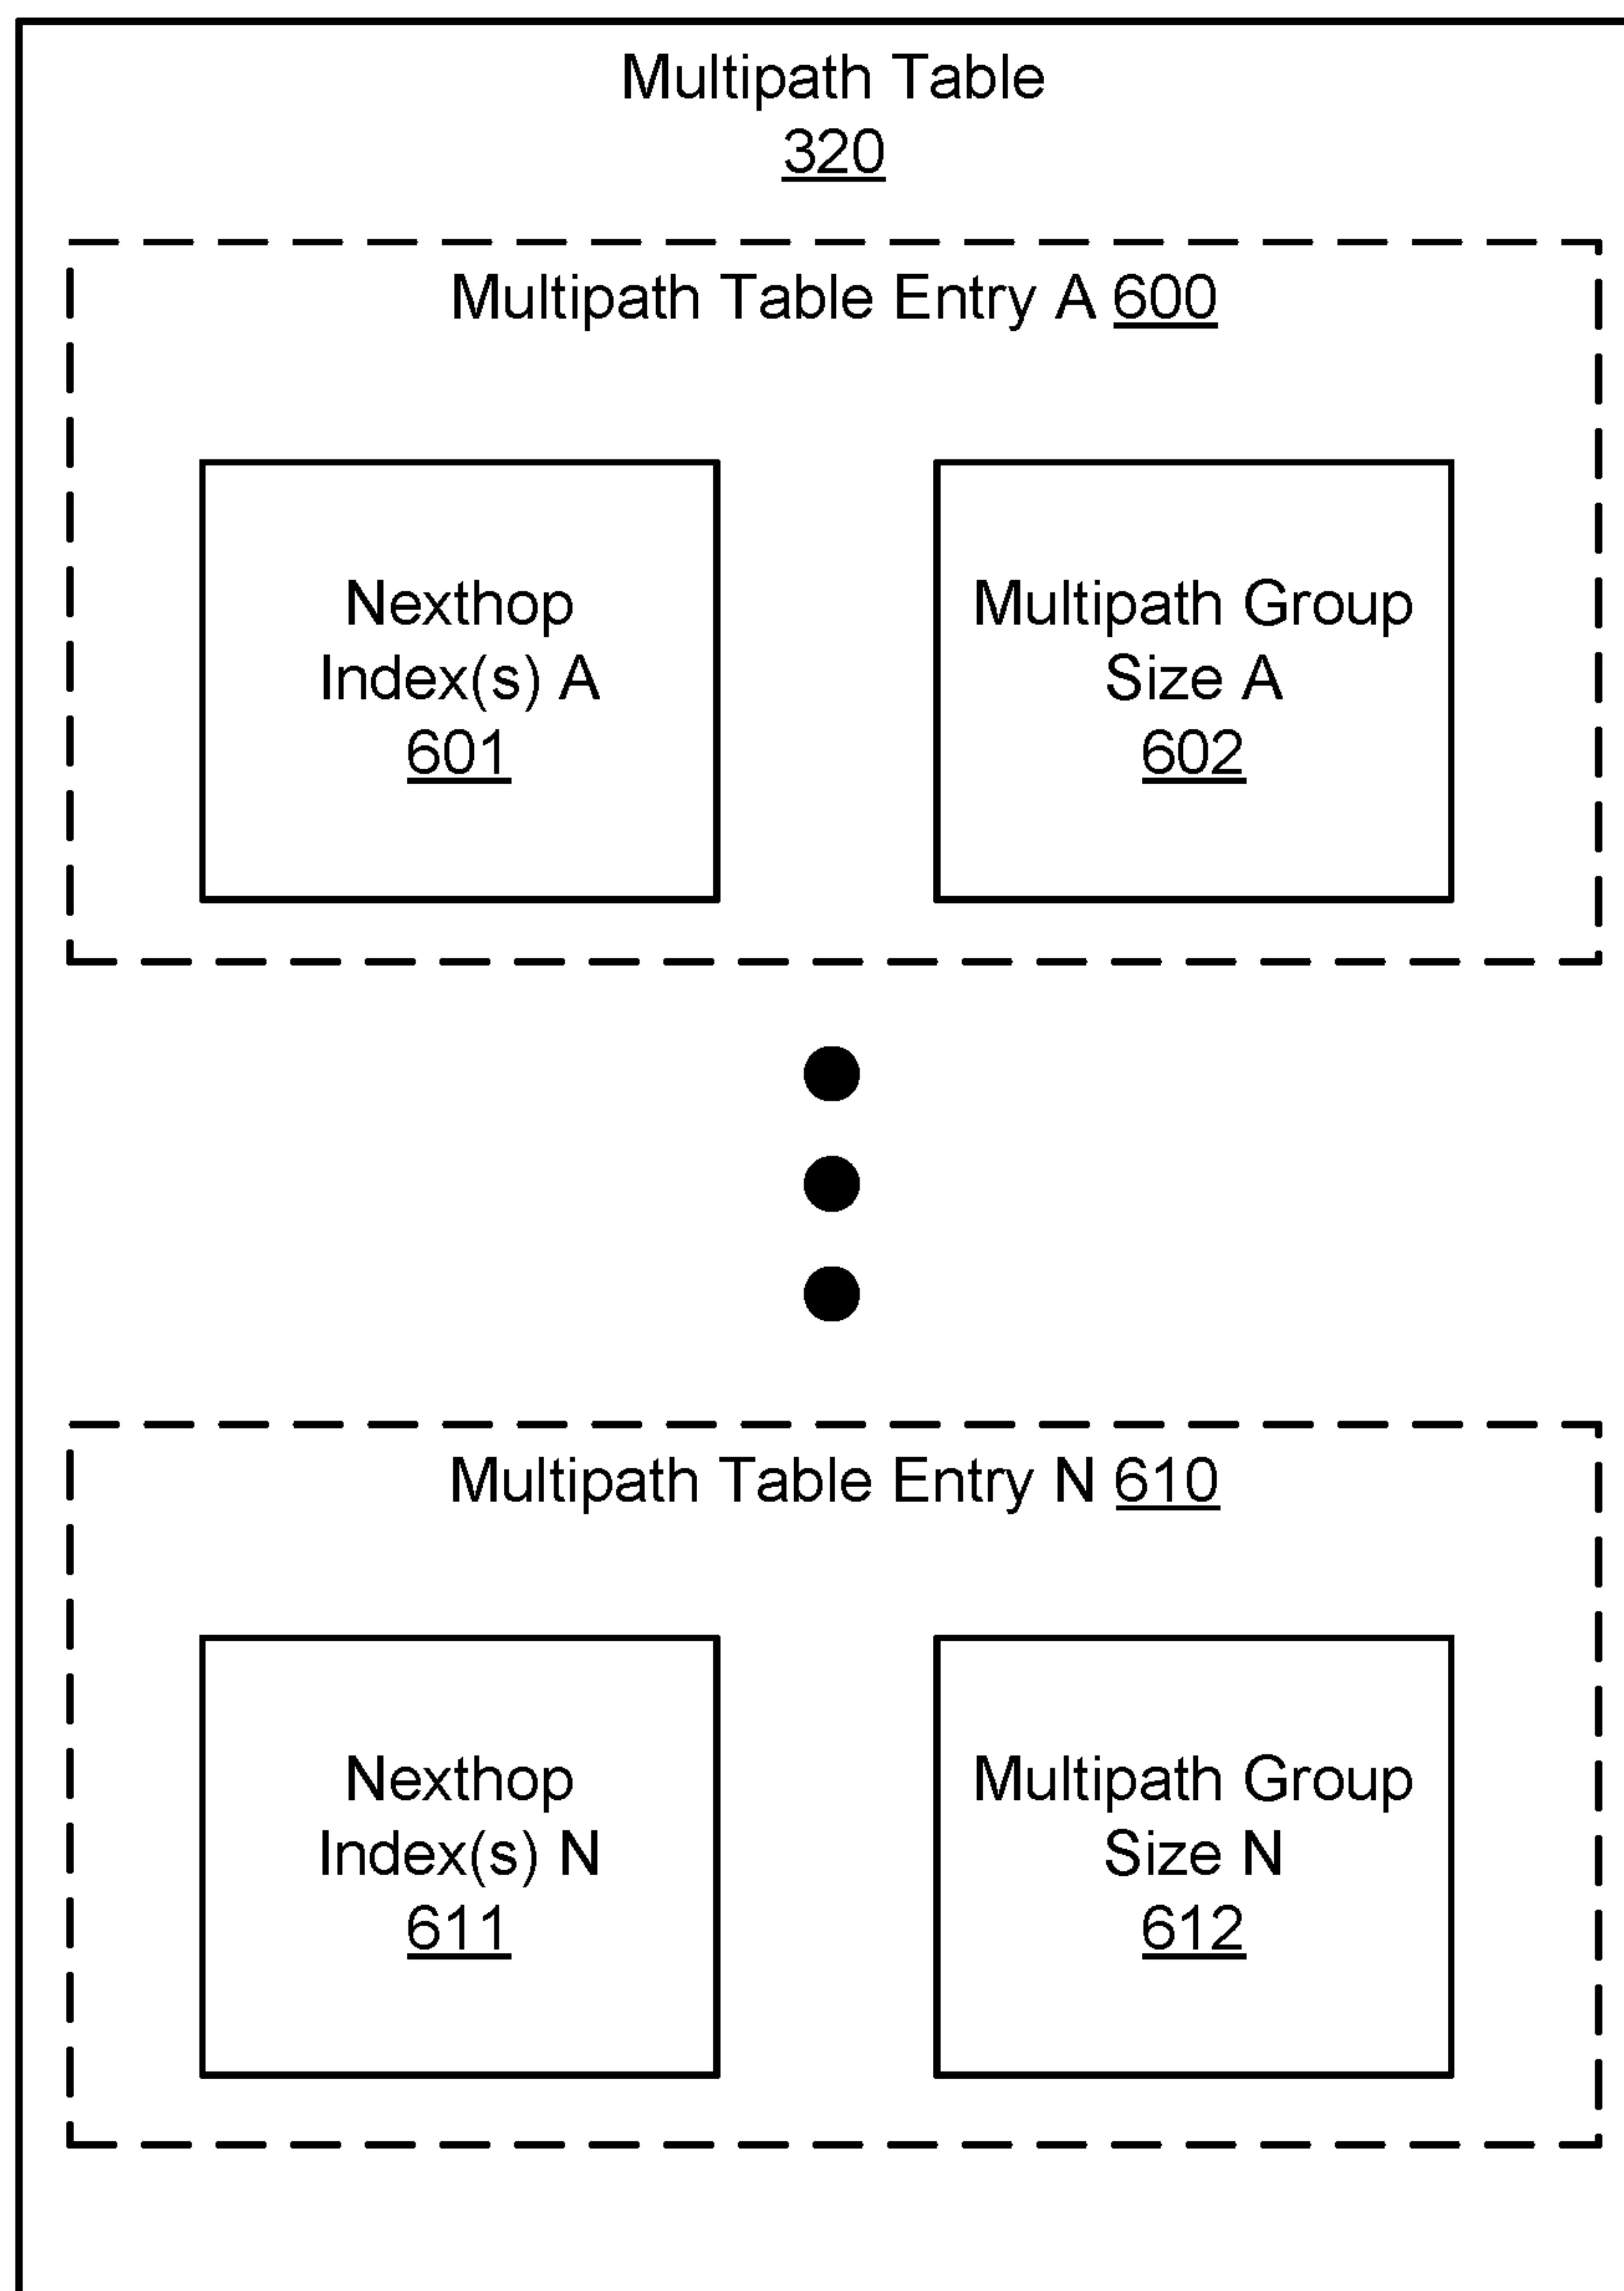 Multipath Table
320
Multipath Table Entry A 600
Nexthop
Index(s) A
601
Multipath Group
Size A
602
Multipath Table Entry N 610
Nexthop
Index(s) N
611
Multipath Group
Size N
612